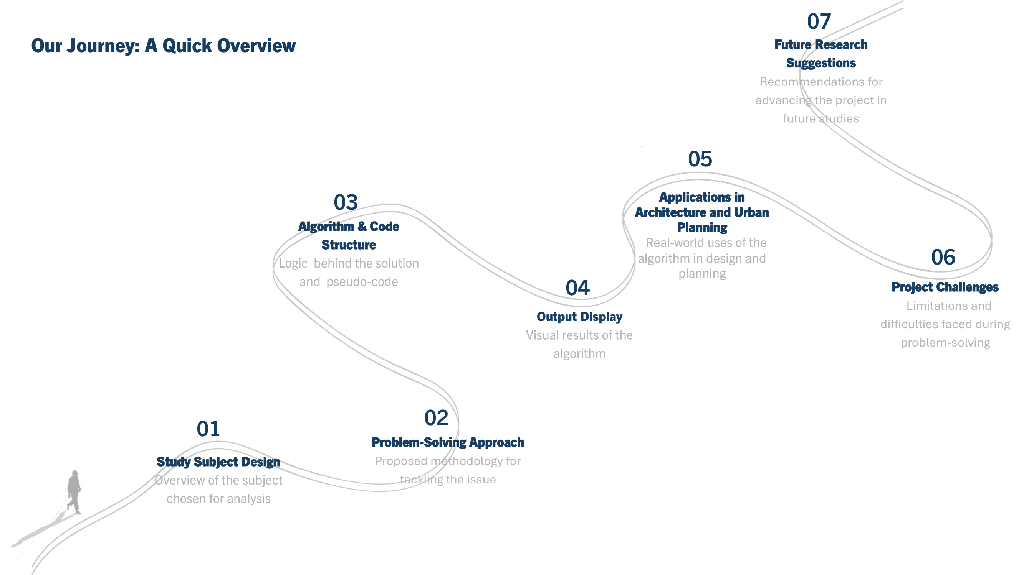 Our Journey: A Quick Overview
01
Study Subject Design
Overview of the subject
chosen for analysis
02
Problem-Solving Approach
Proposed methodology for
tackling the issue
03
Algorithm & Code
Structure
Logic behind the solution
and pseudo-code
04
Output Display
Visual results of the
algorithm
05
Applications in
Architecture and Urban
Planning
Real-world uses of the
algorithm in design and
planning
06
Project Challenges
Limitations and
difficulties faced during
problem-solving
07
Future Research
Suggestions
Recommendations for
advancing the project in
future studies